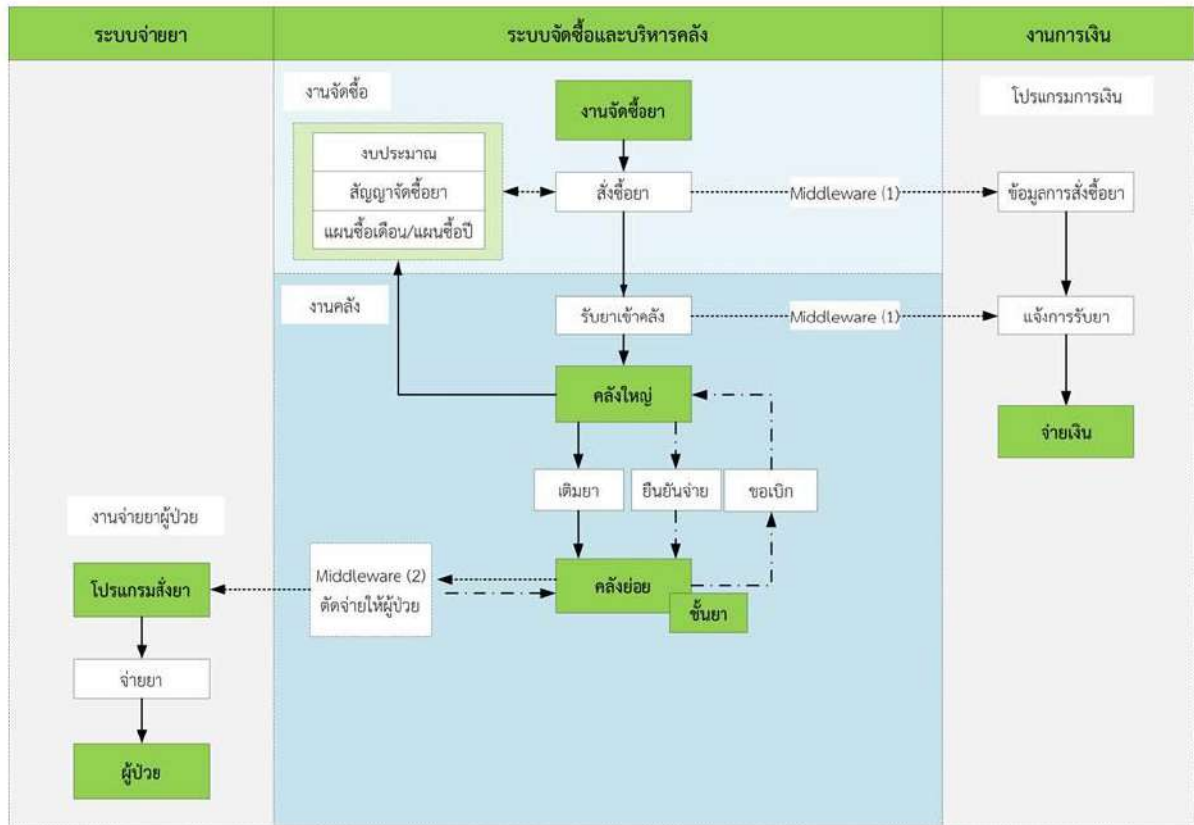 ระบบจ่ายยา
ระบบจัดซื้อและบริหารคลัง
งานการเงิน
งานจัดซื้อ
งานจัดซื้อยา
โปรแกรมการเงิน
งบประมาณ
สัญญาจัดซื้อยา
แผนซื้อเดือน/แผนซื้อปี
สั่งซื้อยา
Middleware (1)
ข้อมูลการสั่งซื้อยา
งานคลัง
รับยาเข้าคลัง
Middleware (1)
แจ้งการรับยา
คลังใหญ่
จ่ายเงิน
เติมยา
ยืนยันจ่าย
ขอเบิก
งานจ่ายยาผู้ป่วย
โปรแกรมสั่งยา
Middleware (2)
ตัดจ่ายให้ผู้ป่วย
คลังย่อย
ชั้นยา
จ่ายยา
ผู้ป่วย